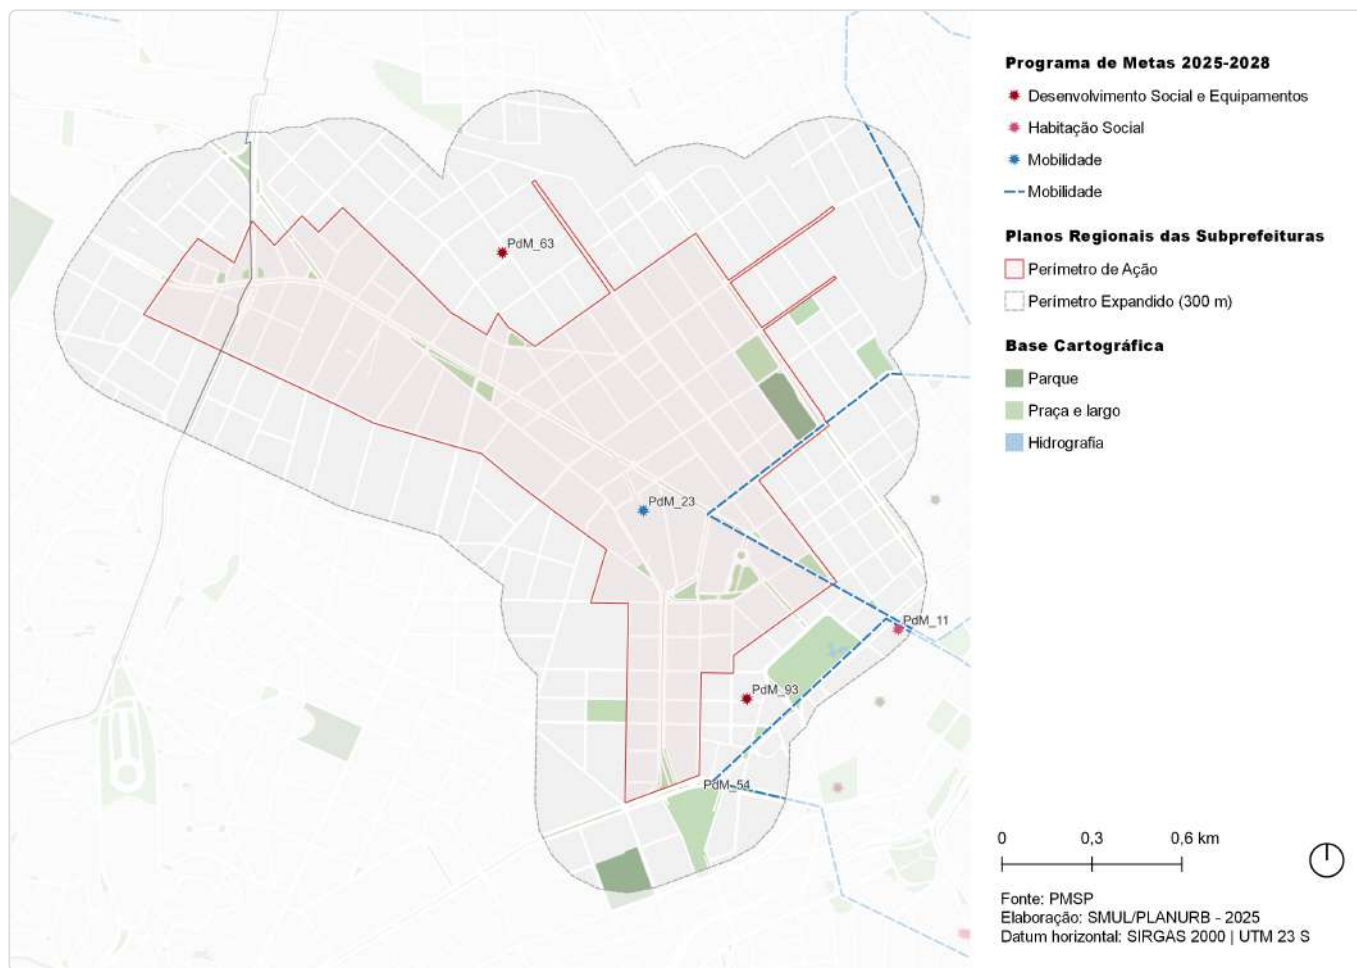 Programa de Metas 2025-2028
Desenvolvimento Social e Equipamentos
Habitação Social
Mobilidade
Mobilidade
Planos Regionais das Subprefeituras
Perímetro de Ação
Perímetro Expandido (300 m)
Base Cartográfica
Parque
Praça e largo
Hidrografia
PdM_63
PdM_23
PdM_11
PdM_93
PdM_54
0 0,3 0,6 km
Fonte: PMSP
Elaboração: SMUL/PLANURB - 2025
Datum horizontal: SIRGAS 2000 | UTM 23 S